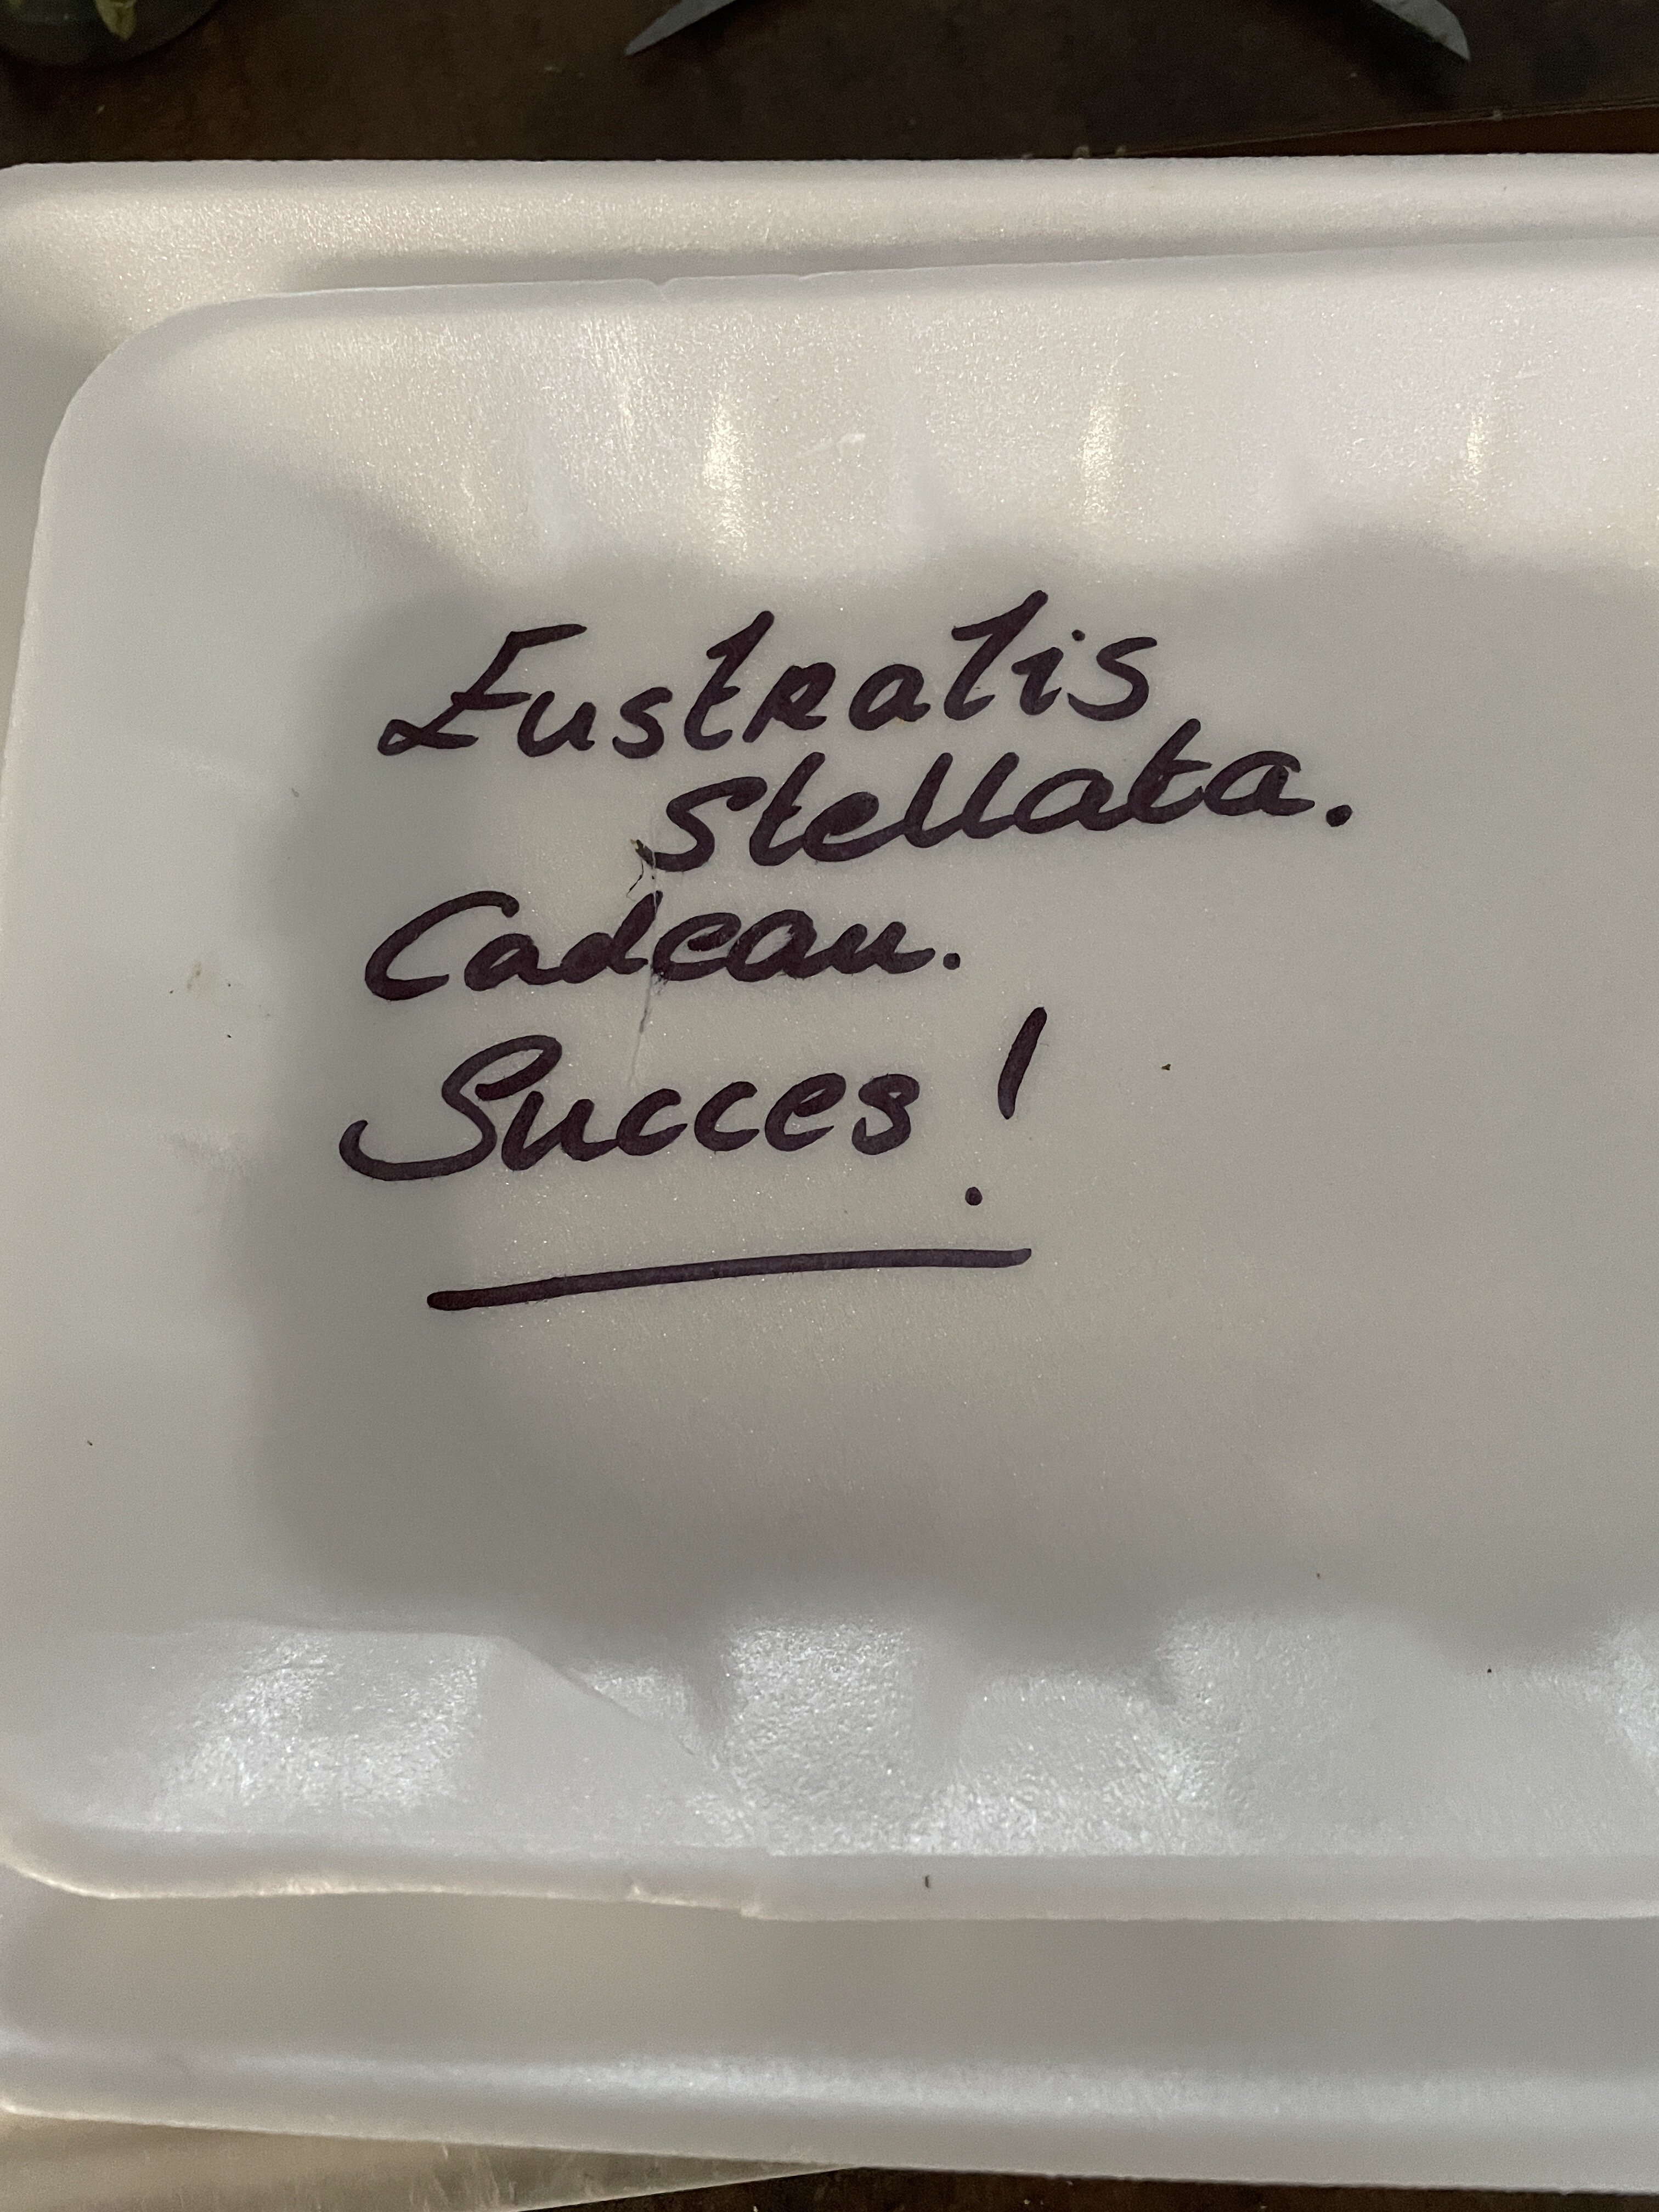 Eustralis
Stellata.
Cadeau.
Succes!